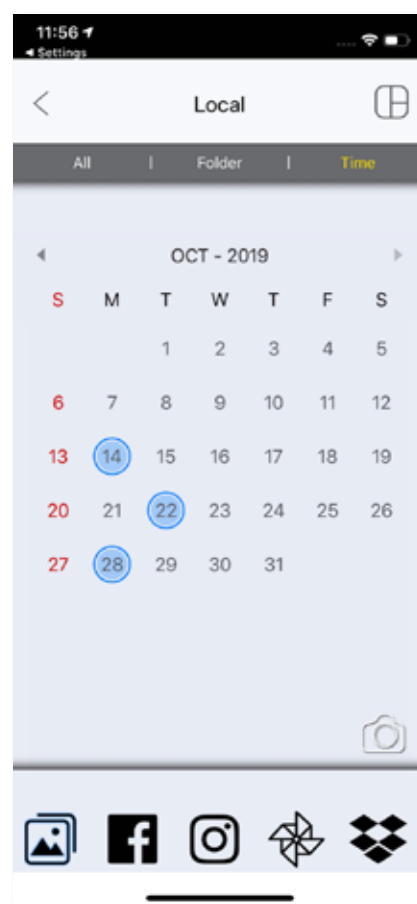 11:56
◀ Settings
Local
All | Folder | Time
OCT - 2019
S M T W T F S
1 2 3 4 5
6 7 8 9 10 11 12
13 14 15 16 17 18 19
20 21 22 23 24 25 26
27 28 29 30 31